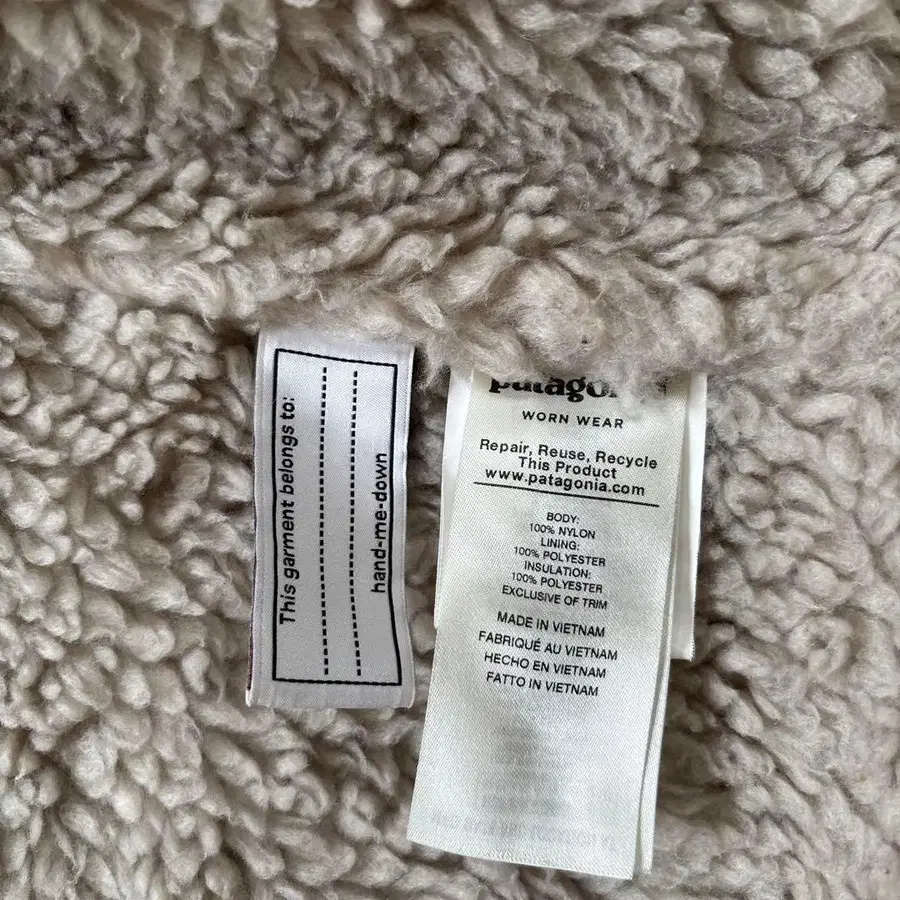 This garment belongs to:
hand-me-down
patagonia
WORN WEAR
Repair, Reuse, Recycle
This Product
www.patagonia.com
BODY:
100% NYLON
LINING:
100% POLYESTER
INSULATION:
100% POLYESTER
EXCLUSIVE OF TRIM
MADE IN VIETNAM
FABRIQUÉ AU VIETNAM
HECHO EN VIETNAM
FATTO IN VIETNAM